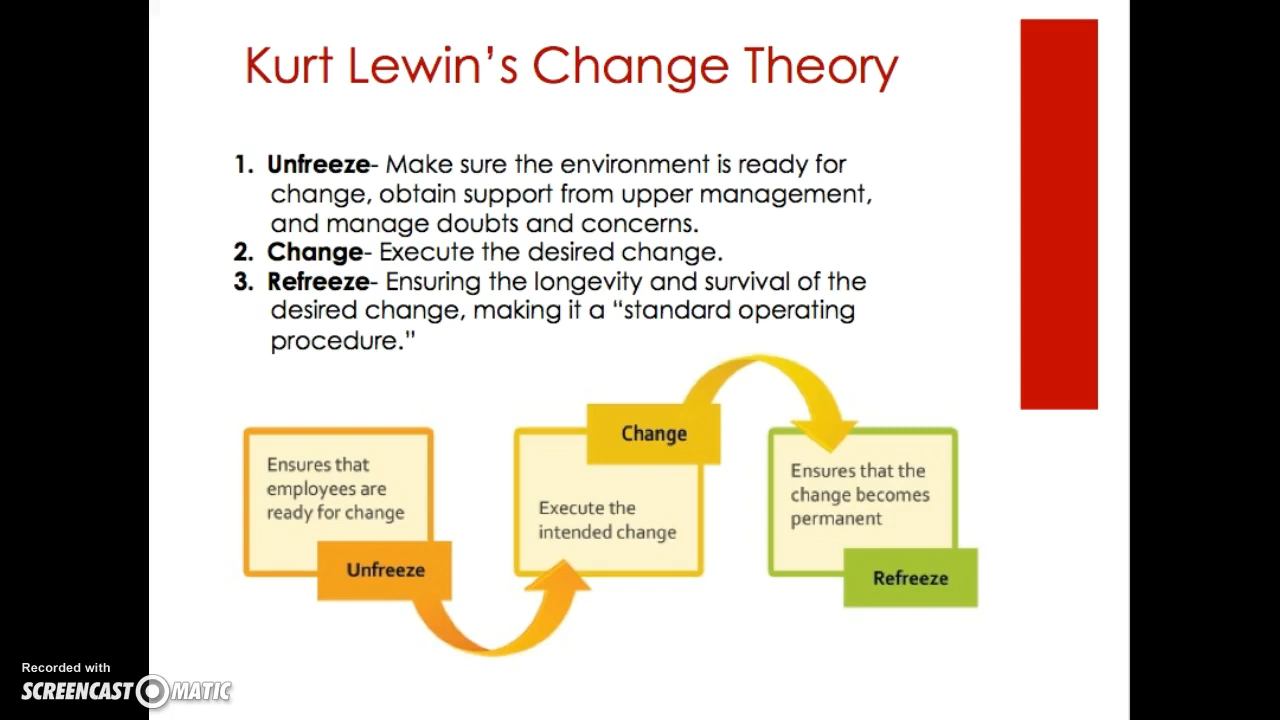 Kurt Lewin’s Change Theory
1. Unfreeze- Make sure the environment is ready for
change, obtain support from upper management,
and manage doubts and concerns.
2. Change- Execute the desired change.
3. Refreeze- Ensuring the longevity and survival of the
desired change, making it a “standard operating
procedure.”
Ensures that
employees are
ready for change
Unfreeze
Change
Execute the
intended change
Ensures that the
change becomes
permanent
Refreeze
Recorded with
SCREENCAST MATIC